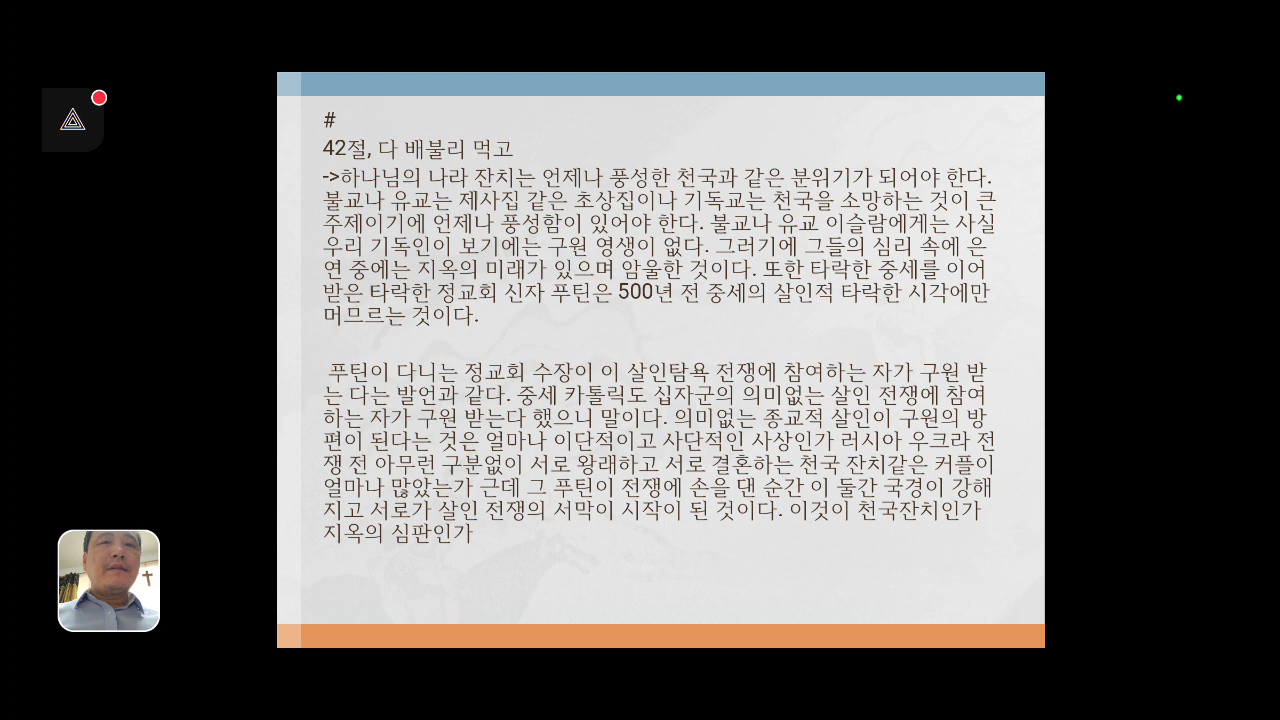 #
42절, 다 배불리 먹고
->하나님의 나라 잔치는 언제나 풍성한 천국과 같은 분위기가 되어야 한다.
불교나 유교는 제사집 같은 초상집이나 기독교는 천국을 소망하는 것이 큰
주제이기에 언제나 풍성함이 있어야 한다. 불교나 유교 이슬람에게는 사실
우리 기독인이 보기에는 구원 영생이 없다. 그러기에 그들의 심리 속에 은
연 중에는 지옥의 미래가 있으며 암울한 것이다. 또한 타락한 중세를 이어
받은 타락한 정교회 신자 푸틴은 500년 전 중세의 살인적 타락한 시각에만
머므르는 것이다.
푸틴이 다니는 정교회 수장이 이 살인탐욕 전쟁에 참여하는 자가 구원 받
는 다는 발언과 같다. 중세 카톨릭도 십자군의 의미없는 살인 전쟁에 참여
하는 자가 구원 받는다 했으니 말이다. 의미없는 종교적 살인이 구원의 방
편이 된다는 것은 얼마나 이단적이고 사단적인 사상인가 러시아 우크라 전
쟁 전 아무런 구분없이 서로 왕래하고 서로 결혼하는 천국 잔치같은 커플이
얼마나 많았는가 근데 그 푸틴이 전쟁에 손을 댄 순간 이 둘간 국경이 강해
지고 서로가 살인 전쟁의 서막이 시작이 된 것이다. 이것이 천국잔치인가
지옥의 심판인가